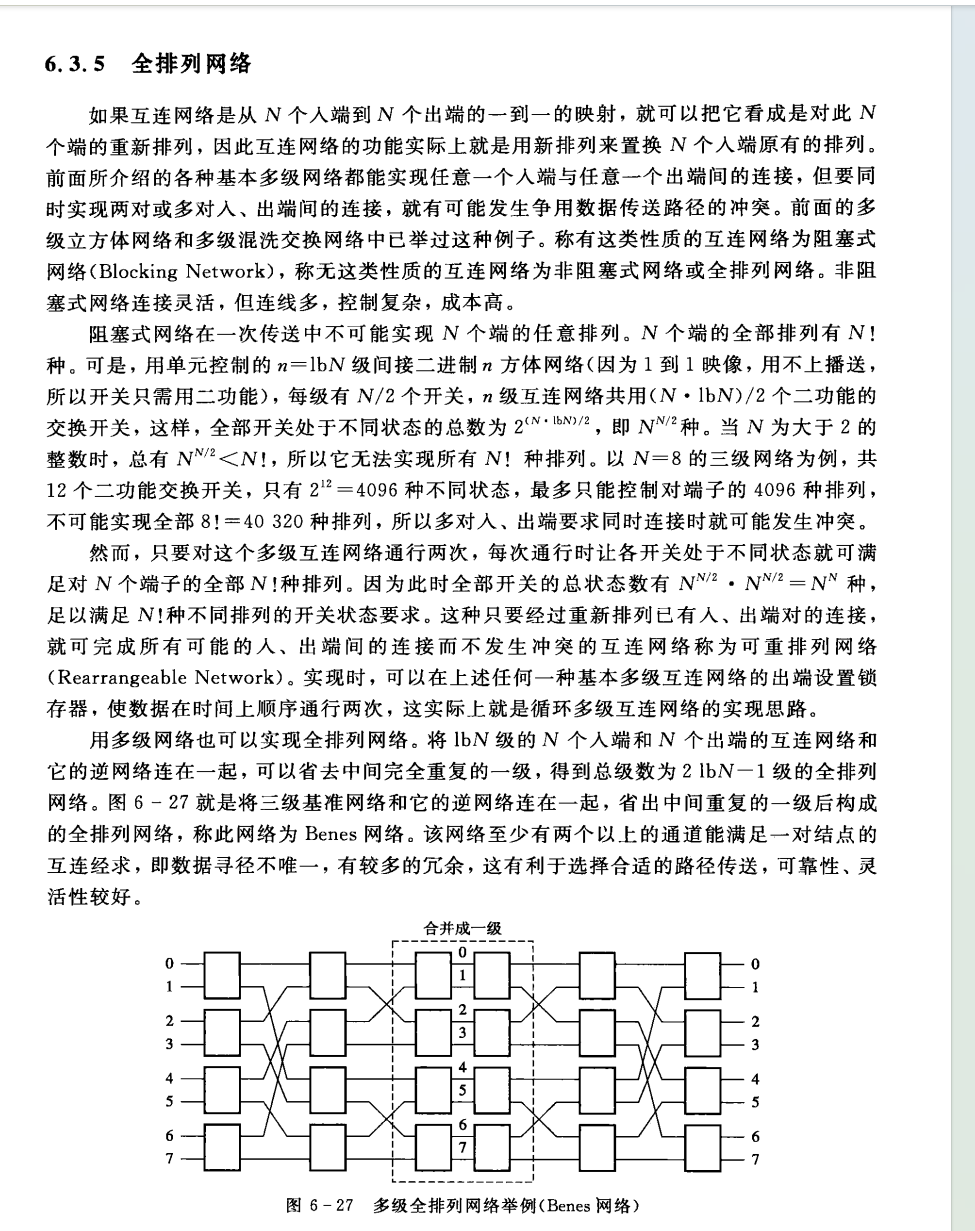 6.3.5 全排列网络
如果互连网络是从 N 个入端到 N 个出端的一到一的映射，就可以把它看成是对此 N
个端的重新排列，因此互连网络的功能实际上就是用新排列来置换 N 个入端原有的排列。
前面所介绍的各种基本多级网络都能实现任意一个入端与任意一个出端间的连接，但要同
时实现两对或多对入、出端间的连接，就有可能发生争用数据传送路径的冲突。前面的多
级立方体网络和多级混洗交换网络中已举过这种例子。称有这类性质的互连网络为阻塞式
网络(Blocking Network)，称无这类性质的互连网络为非阻塞式网络或全排列网络。非阻
塞式网络连接灵活，但连线多，控制复杂，成本高。
阻塞式网络在一次传送中不可能实现 N 个端的任意排列。N 个端的全部排列有 N!
种。可是，用单元控制的 n=lbN 级间接二进制 n 方体网络(因为 1 到 1 映像，用不上播送，
所以开关只需用二功能)，每级有 N/2 个开关，n 级互连网络共用(N·lbN)/2 个二功能的
交换开关，这样，全部开关处于不同状态的总数为 2^{(N·lbN)/2}，即 N^{N/2}种。当 N 为大于 2 的
整数时，总有 N^{N/2}<N!，所以它无法实现所有 N! 种排列。以 N=8 的三级网络为例，共
12 个二功能交换开关，只有 2^{12}=4096 种不同状态，最多只能控制对端子的 4096 种排列，
不可能实现全部 8!=40 320 种排列，所以多对入、出端要求同时连接时就可能发生冲突。
然而，只要对这个多级互连网络通行两次，每次通行时让各开关处于不同状态就可满
足对 N 个端子的全部 N!种排列。因为此时全部开关的总状态数有 N^{N/2}·N^{N/2}=N^{N} 种，
足以满足 N!种不同排列的开关状态要求。这种只要经过重新排列已有入、出端对的连接，
就可完成所有可能的入、出端间的连接而不发生冲突的互连网络称为可重排列网络
(Rearrangeable Network)。实现时，可以在上述任何一种基本多级互连网络的出端设置锁
存器，使数据在时间上顺序通行两次，这实际上就是循环多级互连网络的实现思路。
用多级网络也可以实现全排列网络。将 lbN 级的 N 个入端和 N 个出端的互连网络和
它的逆网络连在一起，可以省去中间完全重复的一级，得到总级数为 2 lbN－1 级的全排列
网络。图 6－27 就是将三级基准网络和它的逆网络连在一起，省出中间重复的一级后构成
的全排列网络，称此网络为 Benes 网络。该网络至少有两个以上的通道能满足一对结点的
互连经求，即数据寻径不唯一，有较多的冗余，这有利于选择合适的路径传送，可靠性、灵
活性较好。
合并成一级
0 0 0
1 1 1
2 2 2
3 3 3
4 4 4
5 5 5
6 6 6
7 7 7
图 6－27 多级全排列网络举例(Benes 网络)